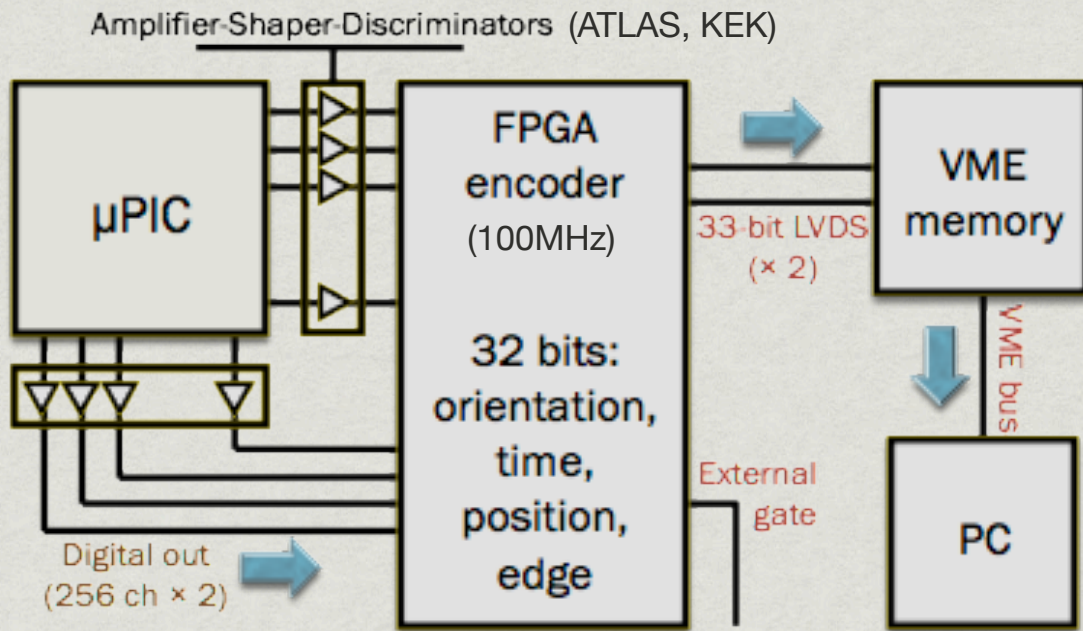 Amplifier-Shaper-Discriminators (ATLAS, KEK)
μPIC
FPGA
encoder
(100MHz)
32 bits:
orientation,
time,
position,
edge
33-bit LVDS
(× 2)
VME
memory
VME bus
External
gate
PC
Digital out
(256 ch × 2)